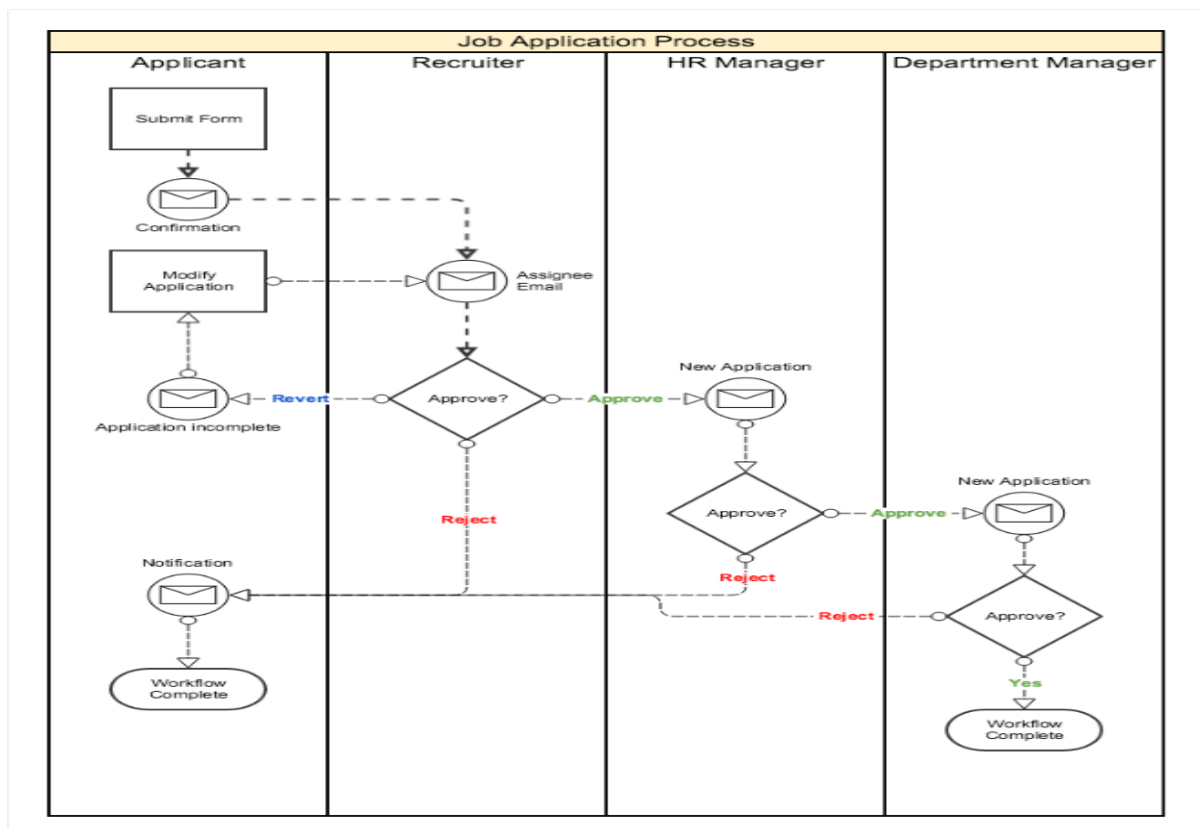 Job Application Process
Applicant
Recruiter
HR Manager
Department Manager
Submit Form
Confirmation
Modify
Application
Assignee
Email
New Application
Revert
Approve?
Approve
Application incomplete
New Application
Approve?
Approve
Reject
Notification
Reject
Reject
Approve?
Workflow
Complete
Yes
Workflow
Complete